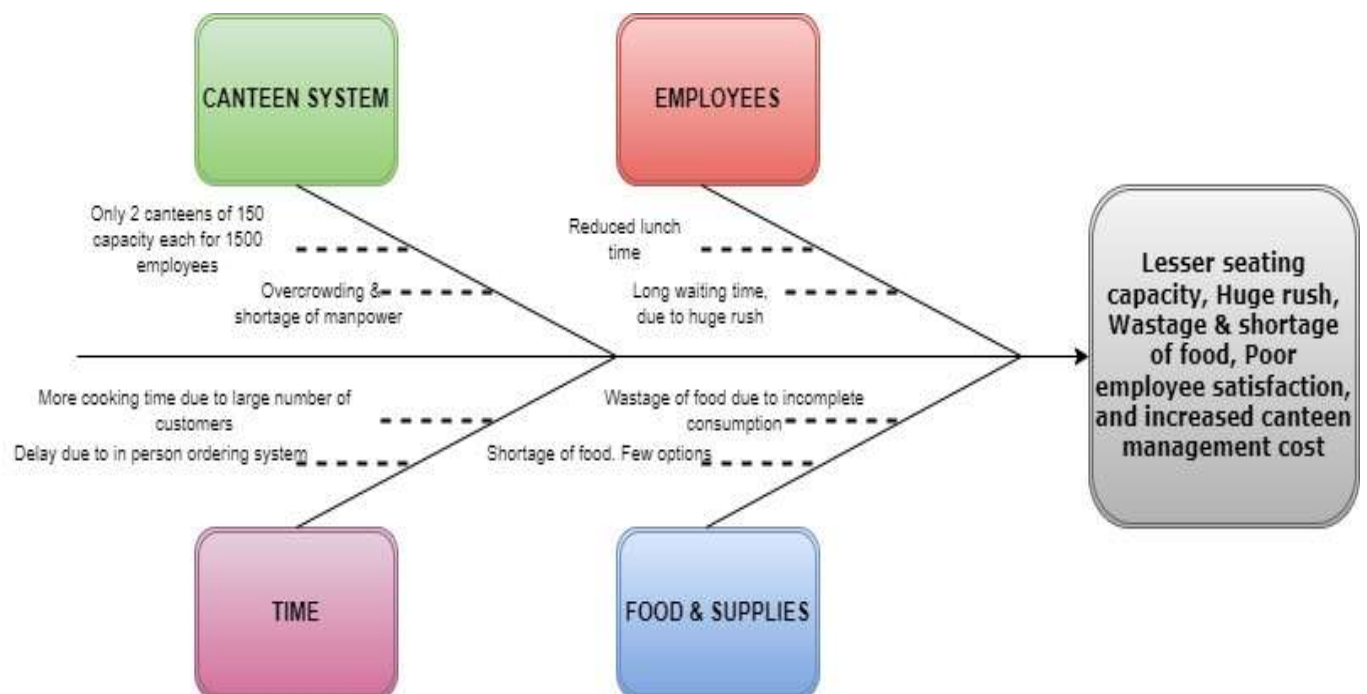 CANTEEN SYSTEM
EMPLOYEES
Only 2 canteens of 150
capacity each for 1500
employees
Overcrowding &
shortage of manpower
Reduced lunch
time
Long waiting time,
due to huge rush
Lesser seating
capacity, Huge rush,
Wastage & shortage
of food, Poor
employee satisfaction,
and increased canteen
management cost
More cooking time due to large number of
customers
Delay due to in person ordering system
Wastage of food due to incomplete
consumption
Shortage of food. Few options
TIME
FOOD & SUPPLIES